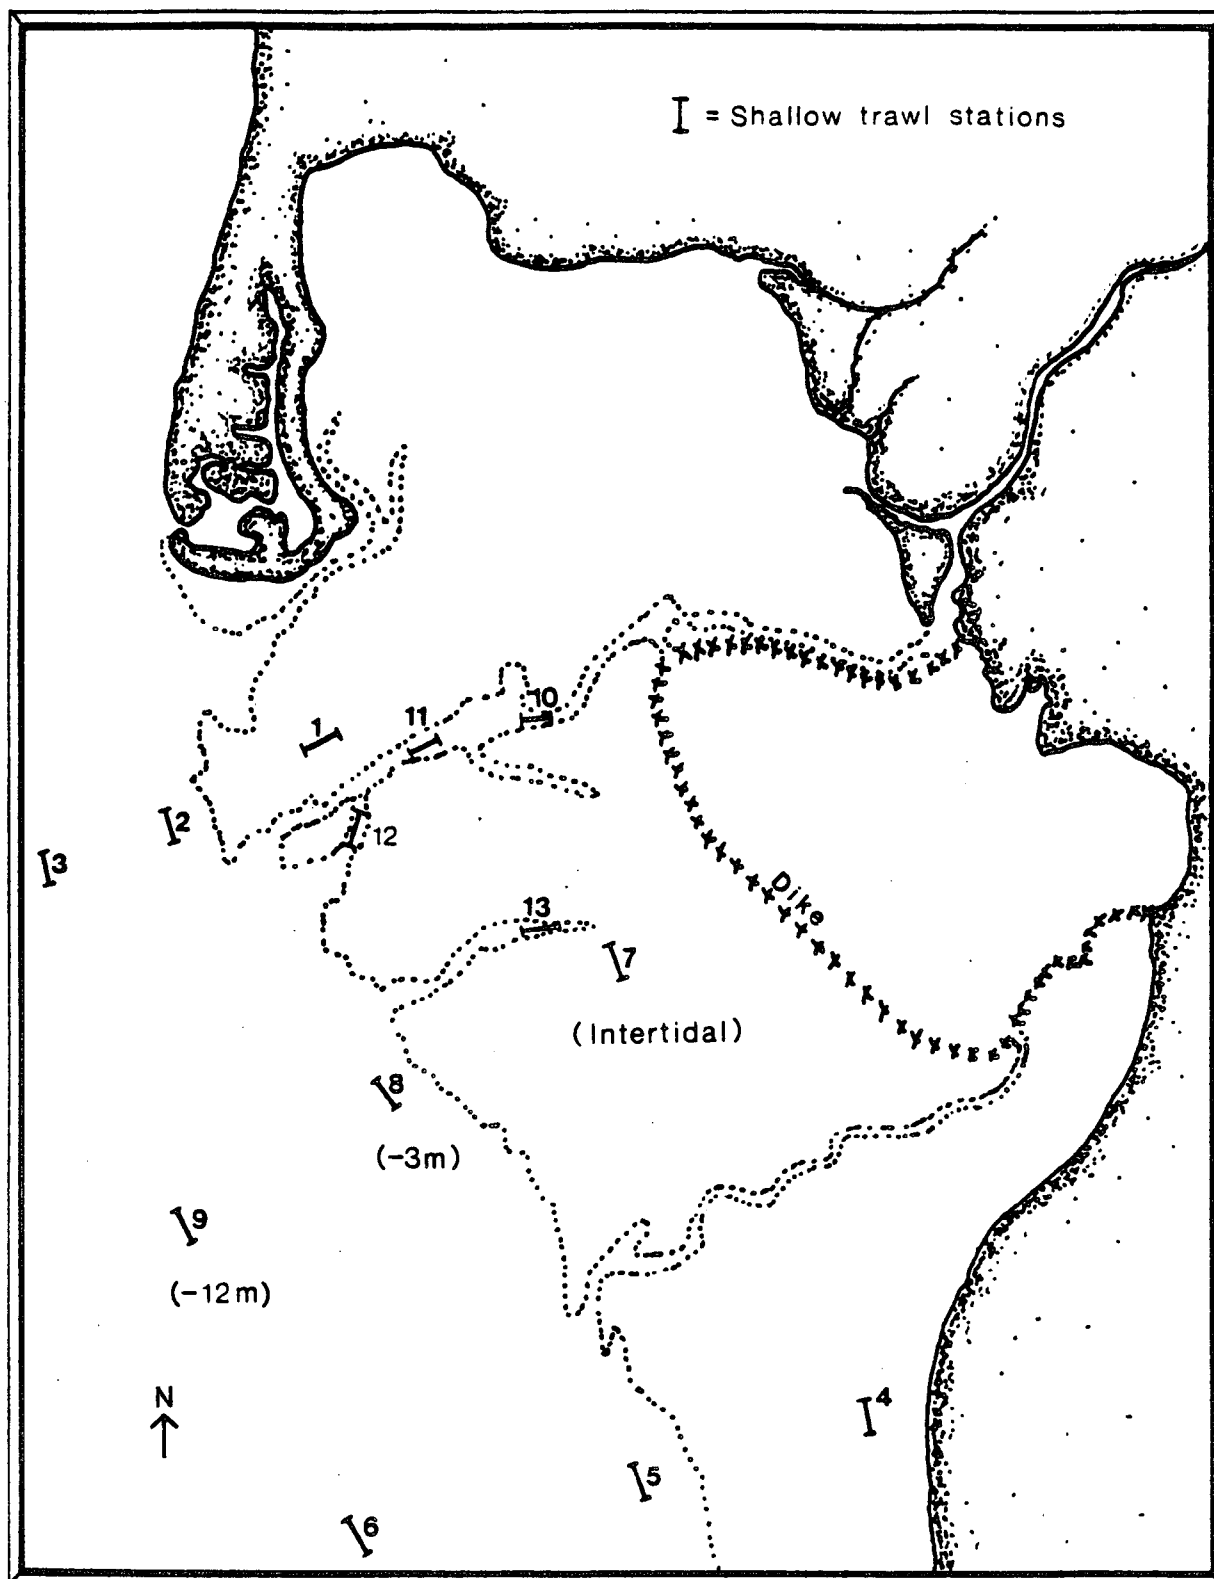 I = Shallow trawl stations
10
11
1
2
12
3
Dike
13
7
(Intertidal)
8
(-3m)
9
(-12m)
N
4
5
6